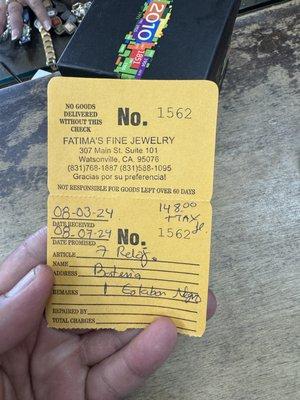 2010
NO GOODS
DELIVERED
WITHOUT THIS
CHECK
No. 1562
FATIMA'S FINE JEWELRY
307 Main St. Suite 101
Watsonville, CA. 95076
(831)768-1887 (831)588-1095
Gracias por su preferencia!
NOT RESPONSIBLE FOR GOODS LEFT OVER 60 DAYS
08-03-24
148.00
+TAX
DATE RECEIVED
08-07-24
No. 1562
DATE PROMISED
ARTICLE 7 Reloj.
NAME
ADDRESS Bateria
REMARKS 1 Eslabon
REPAIRED BY
TOTAL CHARGES